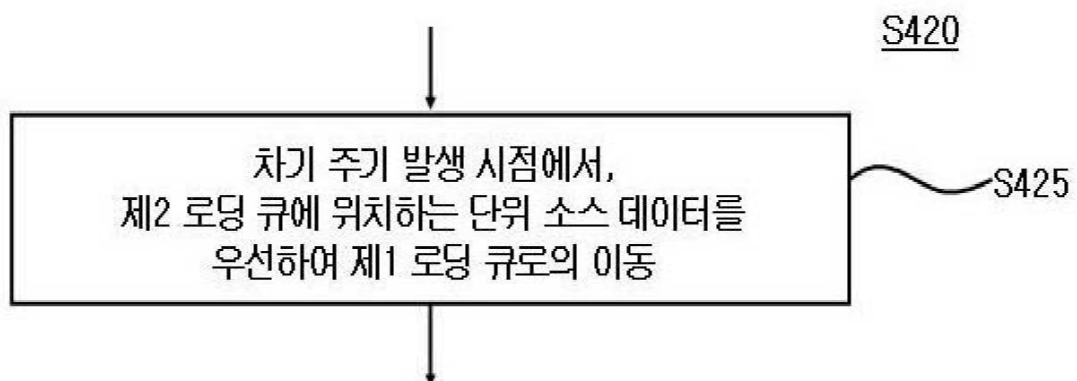 S420
차기 주기 발생 시점에서,
제2 로딩 큐에 위치하는 단위 소스 데이터를
우선하여 제1 로딩 큐로의 이동
S425